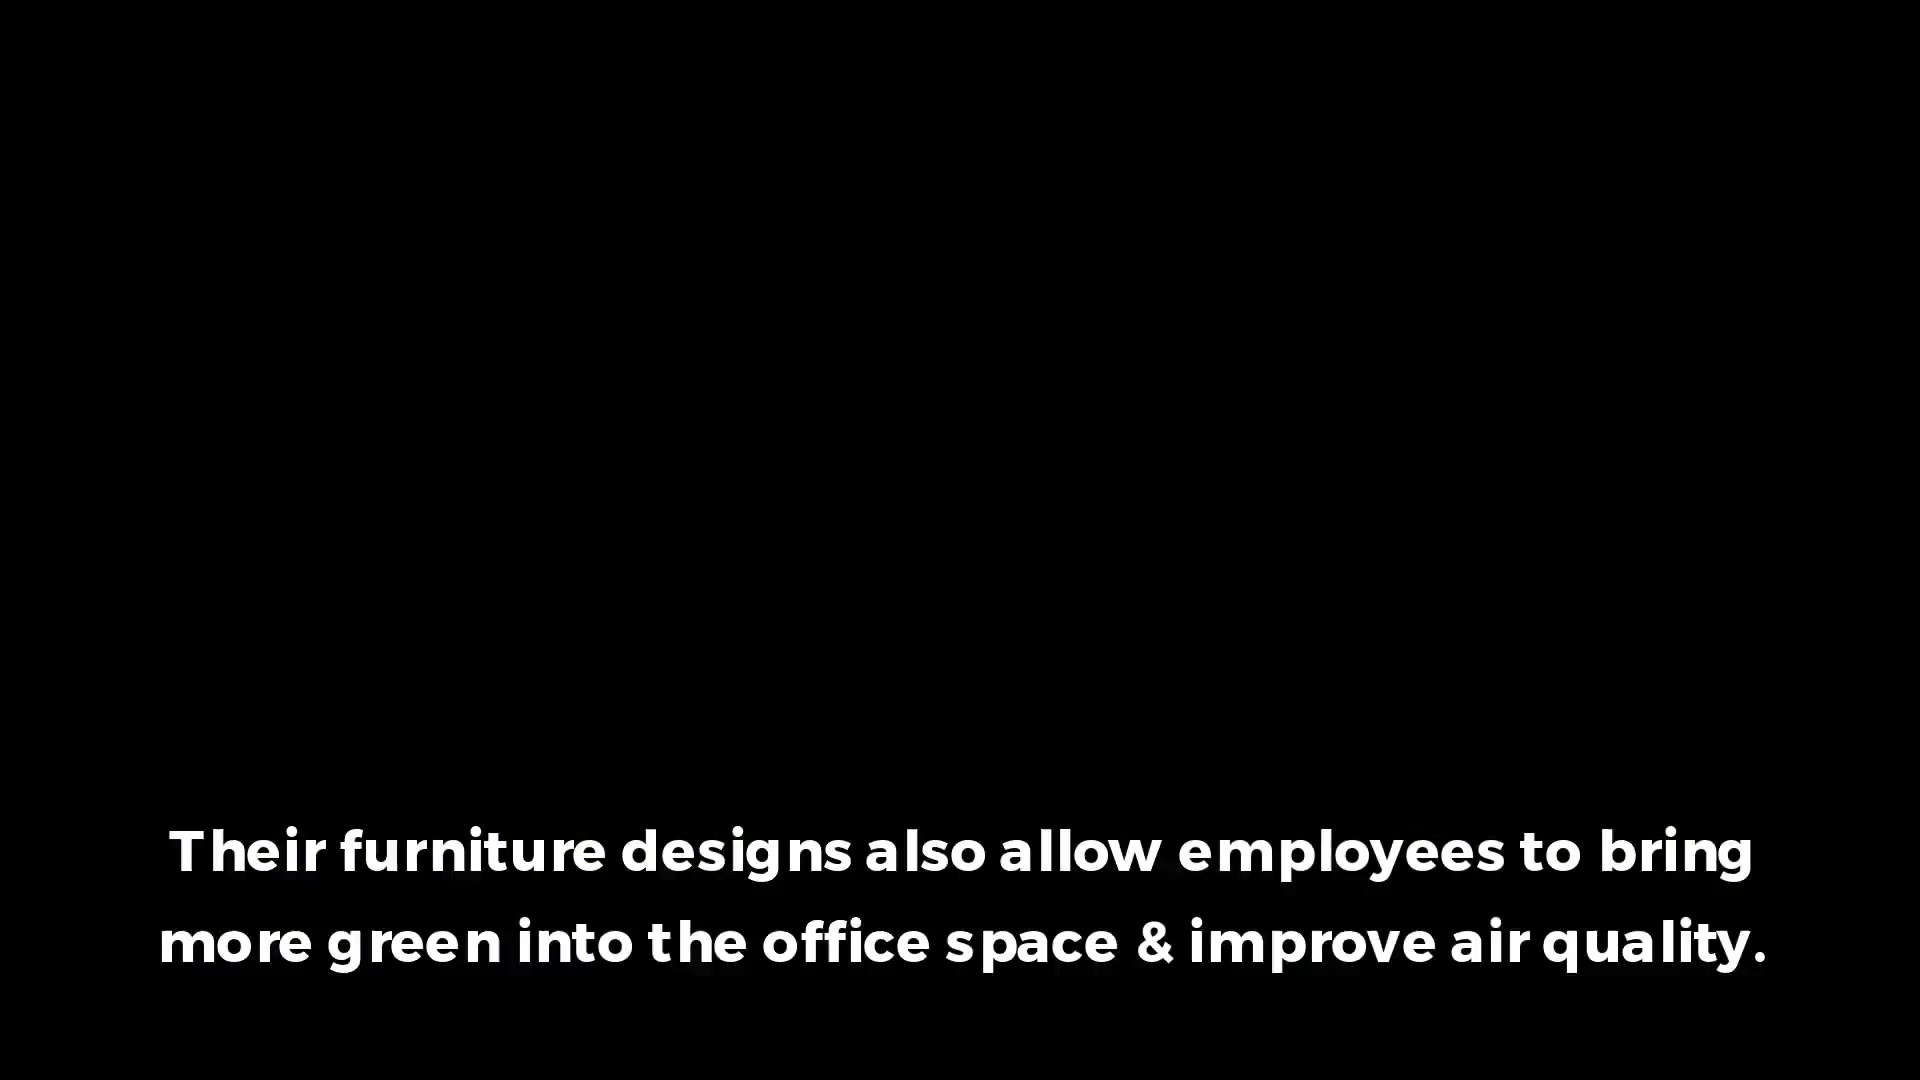 Their furniture designs also allow employees to bring
more green into the office space & improve air quality.